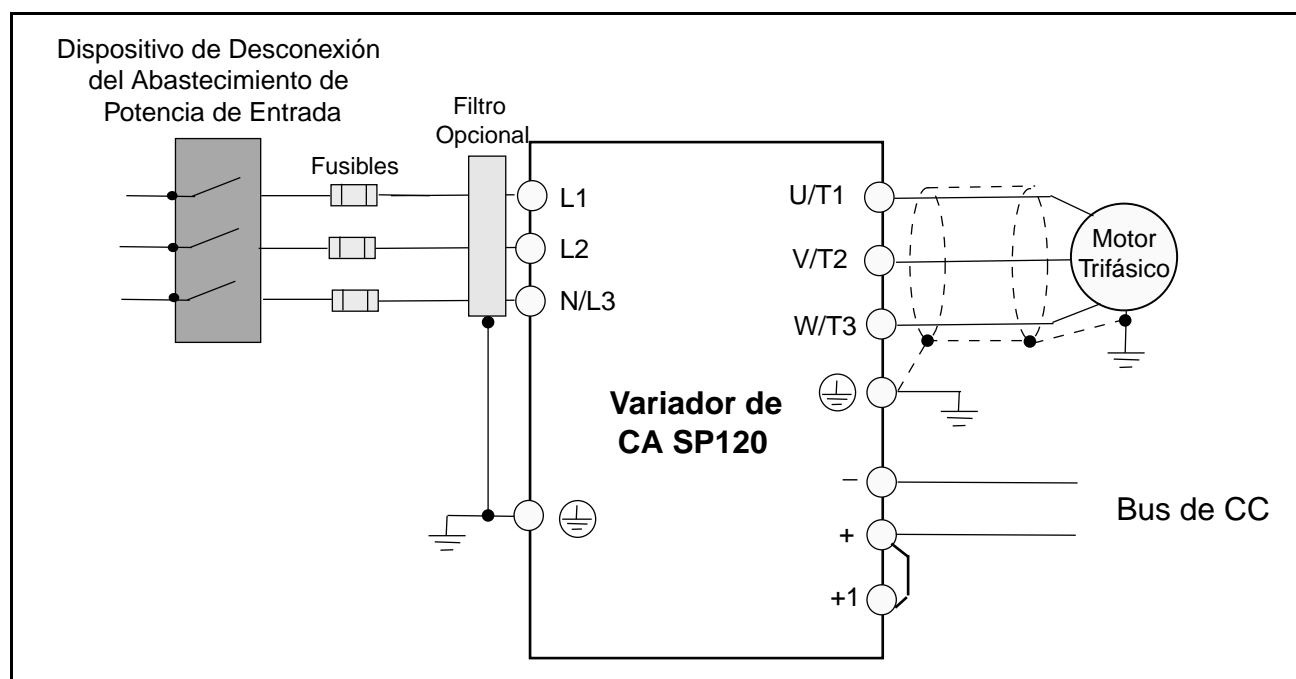 Dispositivo de Desconexión
del Abastecimiento de
Potencia de Entrada
Filtro
Opcional
Fusibles
L1
L2
N/L3
U/T1
V/T2
W/T3
Motor
Trifásico
Variador de
CA SP120
–
+
+1
Bus de CC